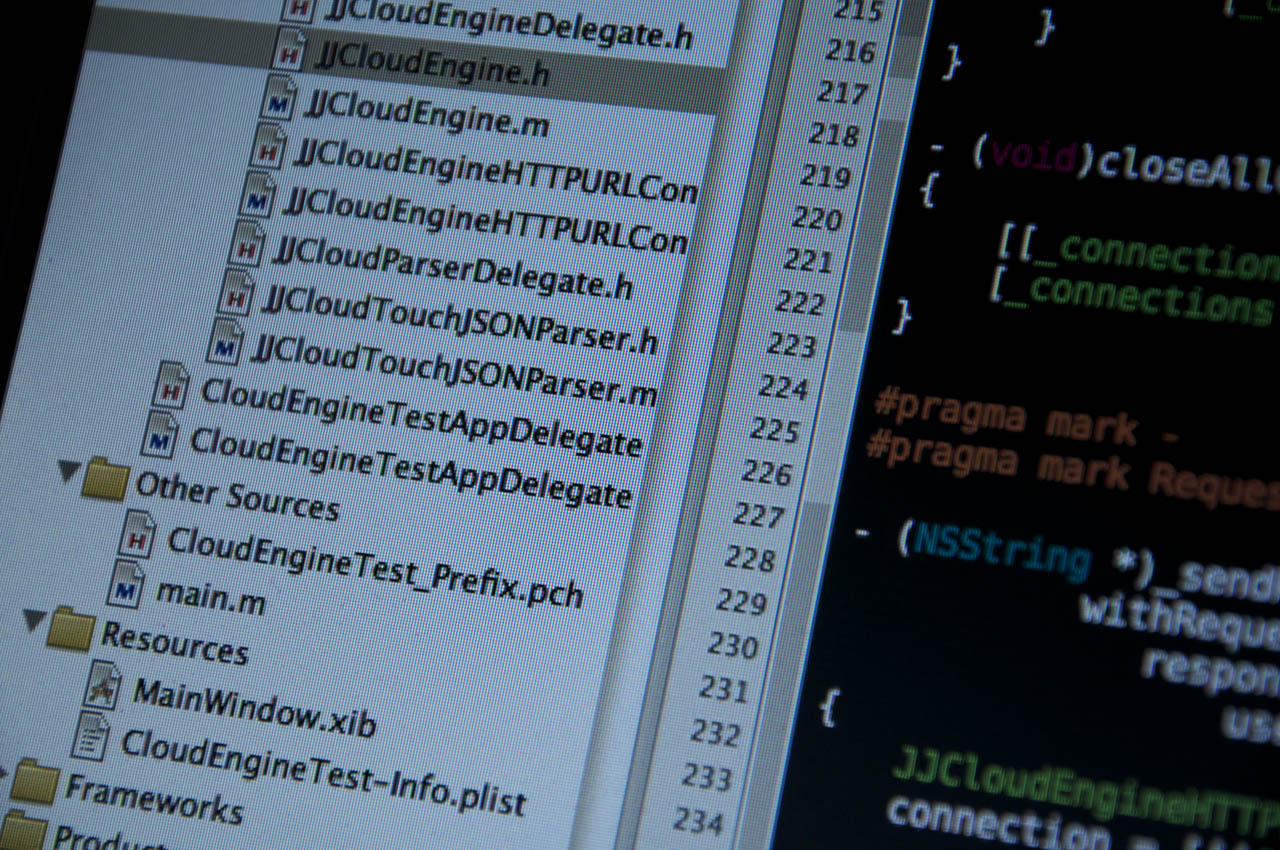 JJCloudEngineDelegate.h
JJCloudEngine.h
JJCloudEngine.m
JJCloudEngineHTTPURLCon
JJCloudEngineHTTPURLCon
JJCloudParserDelegate.h
JJCloudTouchJSONParser.h
JJCloudTouchJSONParser.m
CloudEngineTestAppDelegate
CloudEngineTestAppDelegate
Other Sources
CloudEngineTest_Prefix.pch
main.m
Resources
MainWindow.xib
CloudEngineTest-Info.plist
Frameworks
Product
215
216
217
218
219
220
221
222
223
224
225
226
227
228
229
230
231
232
233
234
}
}
- (void)closeAll
{
[[_connection
[_connections
}
#pragma mark -
#pragma mark Reques
- (NSString *)_send
withReque
respon
us
{
JJCloudEngineHTTP
connection =